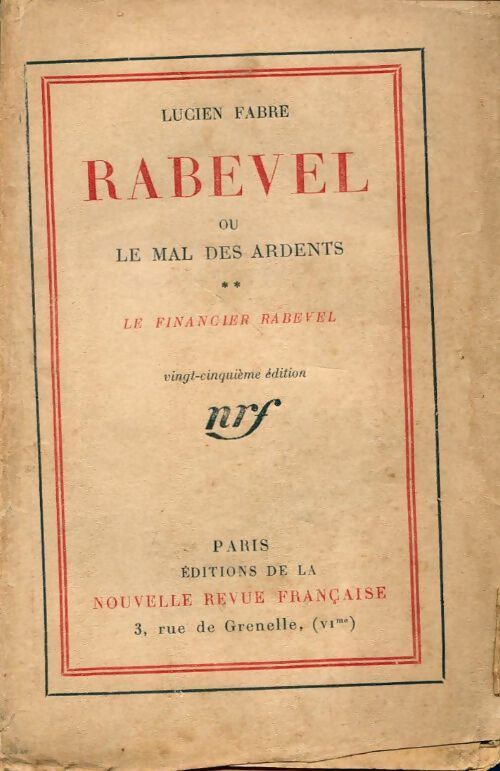 LUCIEN FABRE
RABEVEL
OU
LE MAL DES ARDENTS
**
LE FINANCIER RABEVEL
vingt-cinquième édition
nrf
PARIS
ÉDITIONS DE LA
NOUVELLE REVUE FRANÇAISE
3, rue de Grenelle, (VIᵐᵉ)